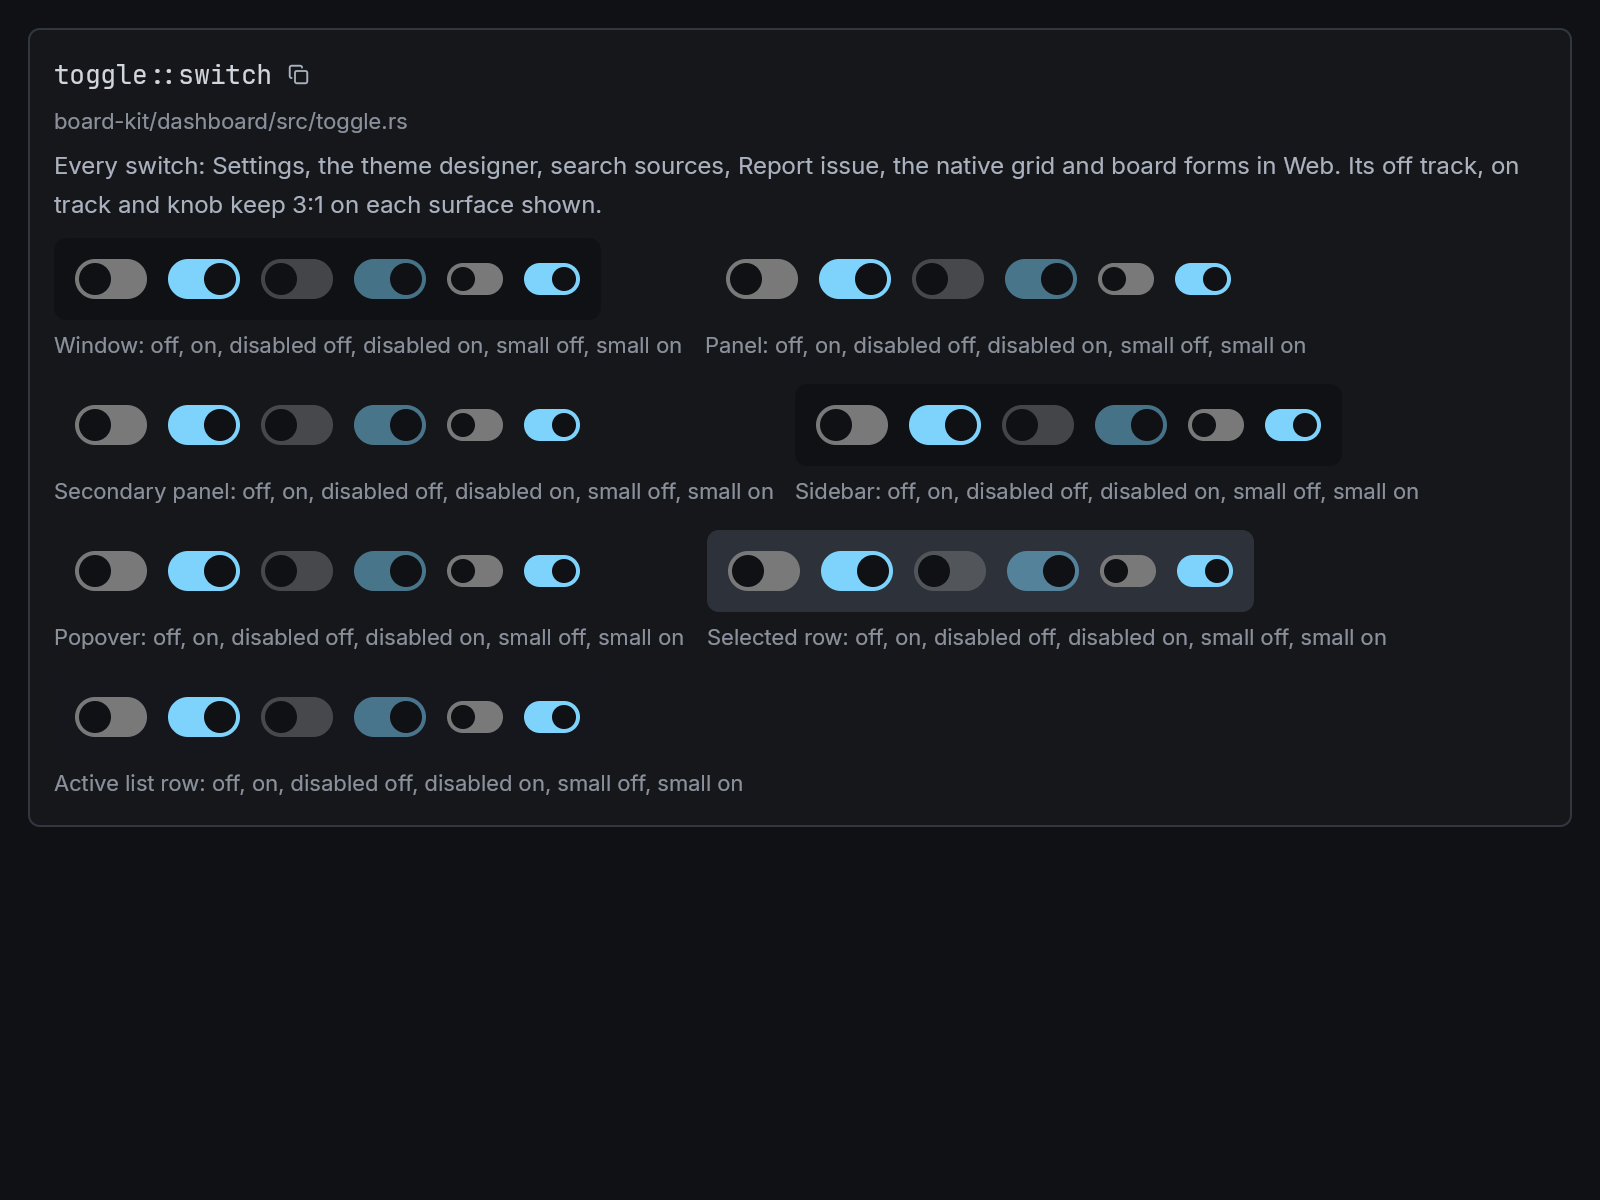 toggle::switch
board-kit/dashboard/src/toggle.rs
Every switch: Settings, the theme designer, search sources, Report issue, the native grid and board forms in Web. Its off track, on
track and knob keep 3:1 on each surface shown.
Window: off, on, disabled off, disabled on, small off, small on
Panel: off, on, disabled off, disabled on, small off, small on
Secondary panel: off, on, disabled off, disabled on, small off, small on
Sidebar: off, on, disabled off, disabled on, small off, small on
Popover: off, on, disabled off, disabled on, small off, small on
Selected row: off, on, disabled off, disabled on, small off, small on
Active list row: off, on, disabled off, disabled on, small off, small on